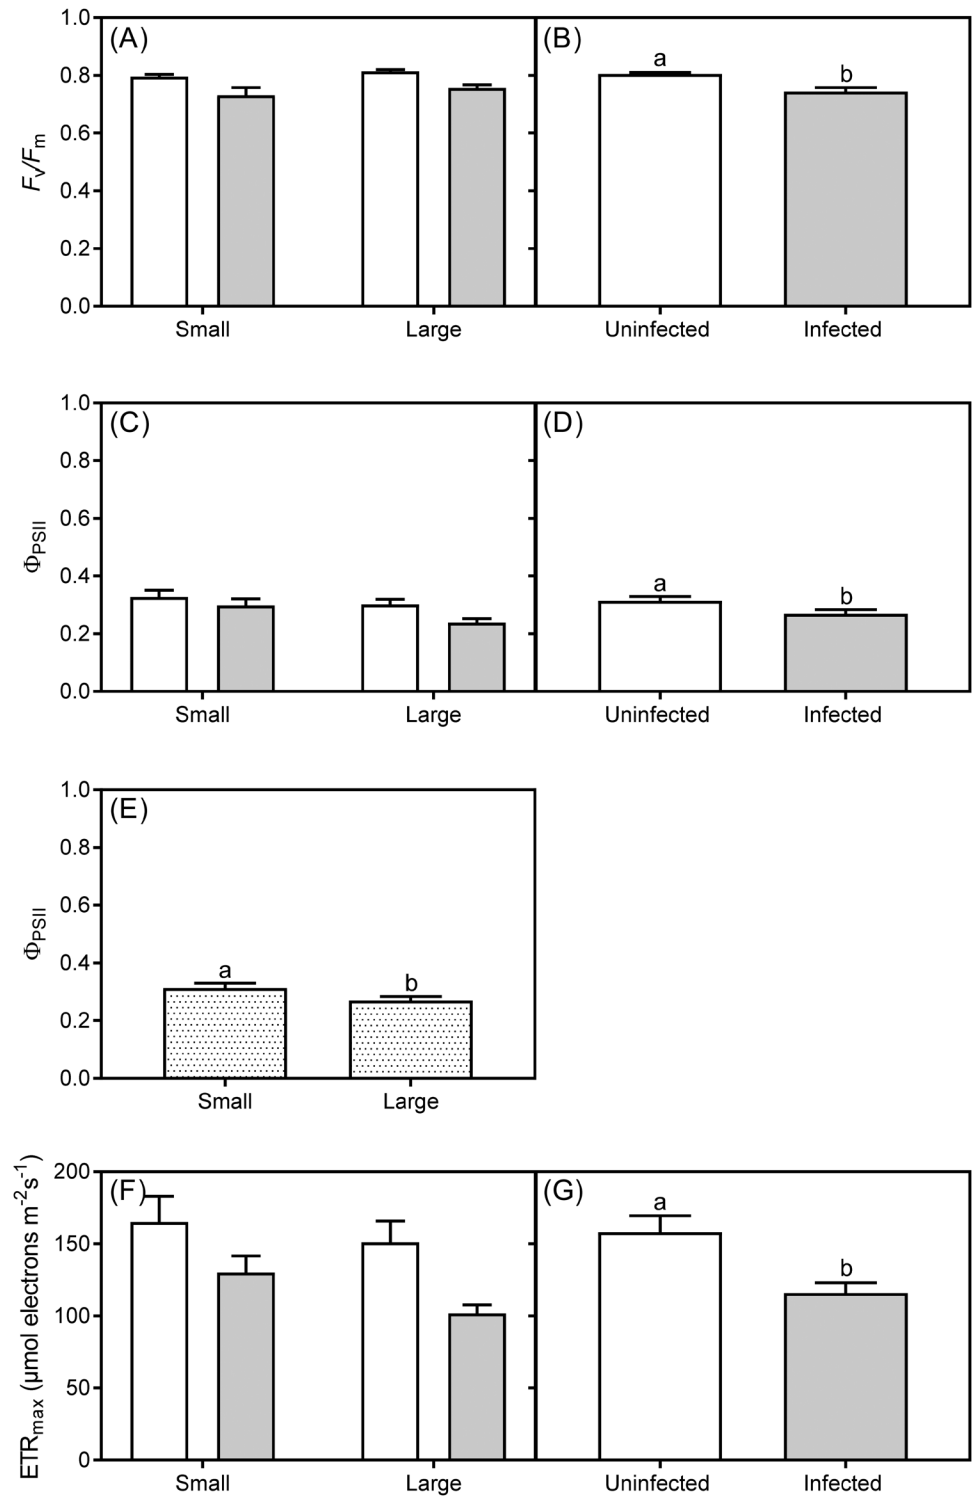 (A)
(B)
1.0
0.8
0.6
0.4
0.2
0.0
Fv/Fm
a
b
Small
Large
Uninfected
Infected
(C)
(D)
1.0
0.8
0.6
0.4
0.2
0.0
ΦPSII
a
b
Small
Large
Uninfected
Infected
(E)
1.0
0.8
0.6
0.4
0.2
0.0
ΦPSII
a
b
Small
Large
(F)
(G)
200
150
100
50
0
ETRmax (µmol electrons m-2s-1)
a
b
Small
Large
Uninfected
Infected